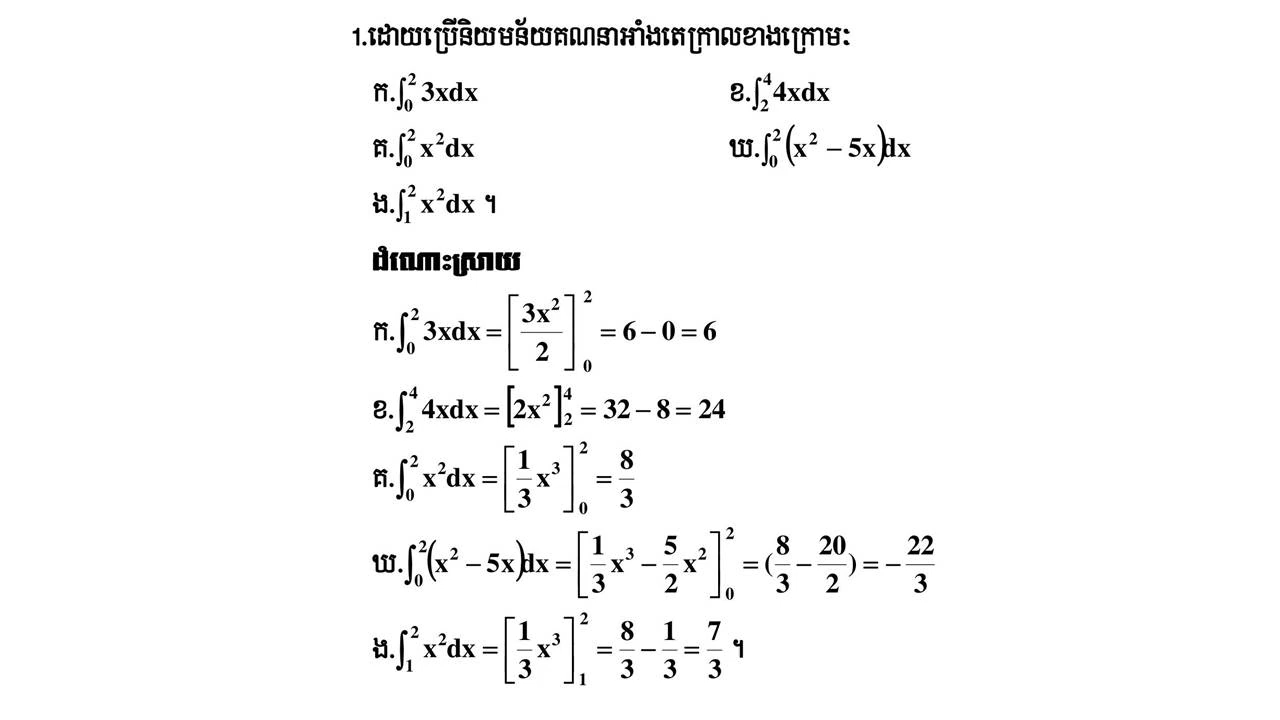 1.ដោយប្រើនិយមន័យគណនាអាំងតេក្រាលខាងក្រោមៈ
ក.∫₀² 3xdx ខ.∫₂⁴ 4xdx
គ.∫₀² x²dx ឃ.∫₀² (x² − 5x)dx
ង.∫₁² x²dx ។
ដំណោះស្រាយ
ក.∫₀² 3xdx = [3x²/2]₀² = 6 − 0 = 6
ខ.∫₂⁴ 4xdx = [2x²]₂⁴ = 32 − 8 = 24
គ.∫₀² x²dx = [1/3 x³]₀² = 8/3
ឃ.∫₀² (x² − 5x)dx = [1/3 x³ − 5/2 x²]₀² = (8/3 − 20/2) = − 22/3
ង.∫₁² x²dx = [1/3 x³]₁² = 8/3 − 1/3 = 7/3 ។